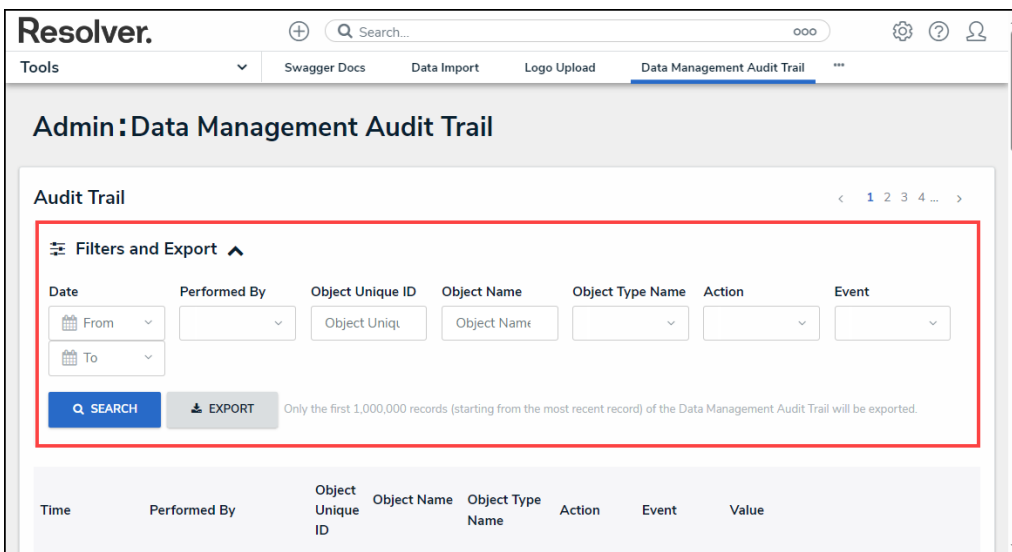 Resolver.
Search...
Tools
Swagger Docs Data Import Logo Upload Data Management Audit Trail
Admin:Data Management Audit Trail
Audit Trail
< 1 2 3 4 ... >
Filters and Export
Date Performed By Object Unique ID Object Name Object Type Name Action Event
From Object Uniqu Object Name
To
SEARCH EXPORT Only the first 1,000,000 records (starting from the most recent record) of the Data Management Audit Trail will be exported.
Time Performed By Object Unique ID Object Name Object Type Name Action Event Value